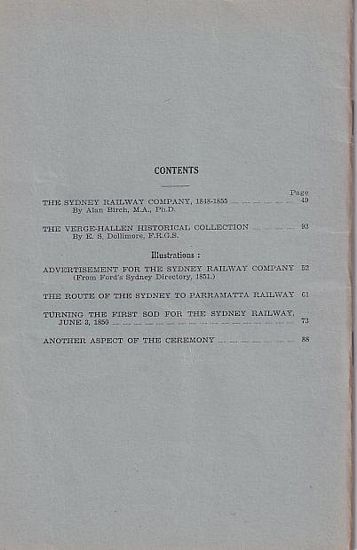 CONTENTS
Page
THE SYDNEY RAILWAY COMPANY, 1848-1855 49
By Alan Birch, M.A., Ph.D.
THE VERGE-HALLEN HISTORICAL COLLECTION 93
By E. S. Dollimore, F.R.G.S.
Illustrations :
ADVERTISEMENT FOR THE SYDNEY RAILWAY COMPANY 52
(From Ford's Sydney Directory, 1851.)
THE ROUTE OF THE SYDNEY TO PARRAMATTA RAILWAY 61
TURNING THE FIRST SOD FOR THE SYDNEY RAILWAY,
JUNE 3, 1850 73
ANOTHER ASPECT OF THE CEREMONY 88